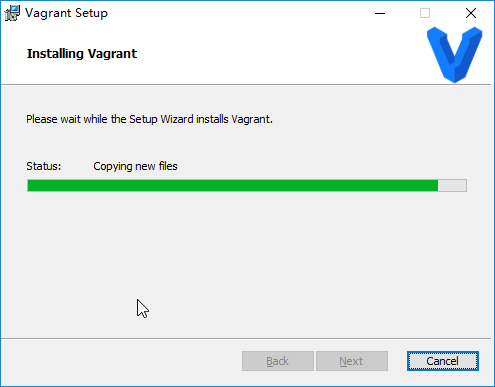 Vagrant Setup
Installing Vagrant
Please wait while the Setup Wizard installs Vagrant.
Status: Copying new files
Back Next Cancel